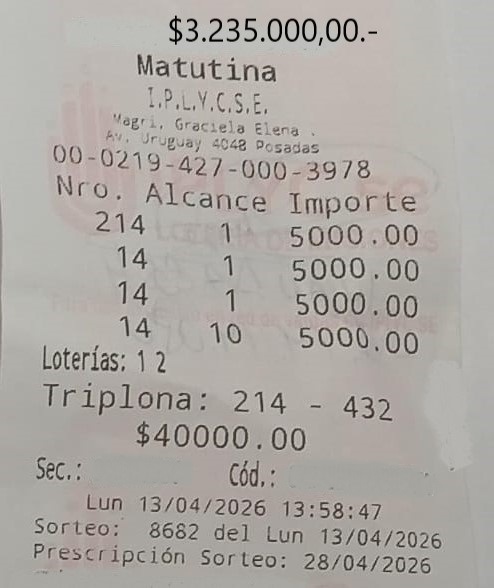 $3.235.000,00.-
Matutina
I.P.L.Y.C.S.E.
Magri, Graciela Elena .
Av. Uruguay 4048 Posadas
00-0219-427-000-3978
Nro. Alcance Importe
214 1 5000.00
14 1 5000.00
14 1 5000.00
14 10 5000.00
Loterías: 1 2
Triplona: 214 - 432
$40000.00
Sec.: Cód.:
Lun 13/04/2026 13:58:47
Sorteo: 8682 del Lun 13/04/2026
Prescripción Sorteo: 28/04/2026